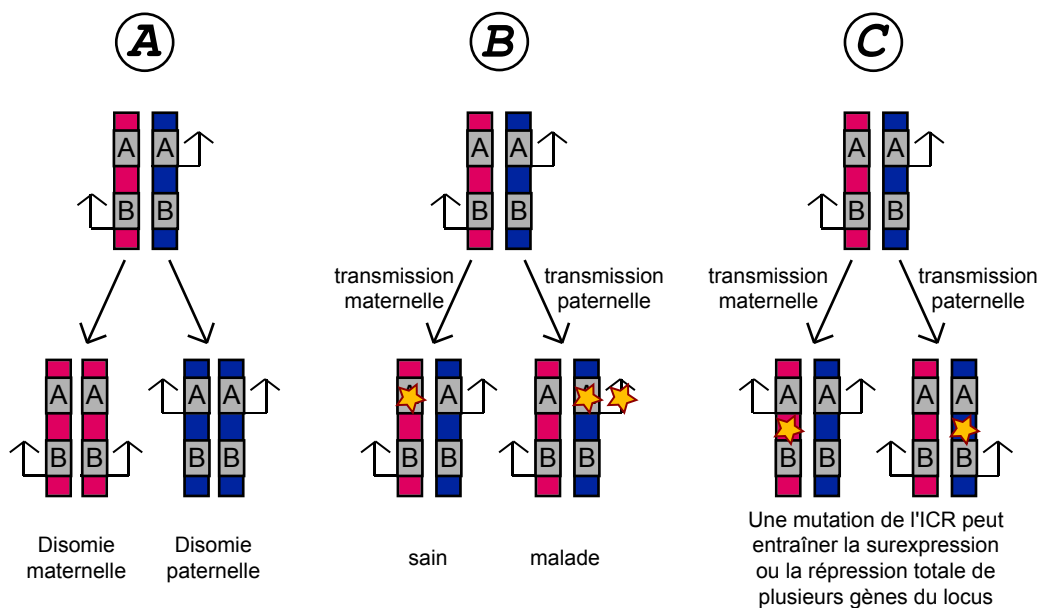 A
B
C
A A
B B
A A
B B
A A
B B
transmission
maternelle
transmission
paternelle
transmission
maternelle
transmission
paternelle
A A
B B
A A
B B
A
B B
A
B B
A A
B B
A A
B B
Disomie
maternelle
Disomie
paternelle
sain
malade
Une mutation de l'ICR peut
entraîner la surexpression
ou la répression totale de
plusieurs gènes du locus